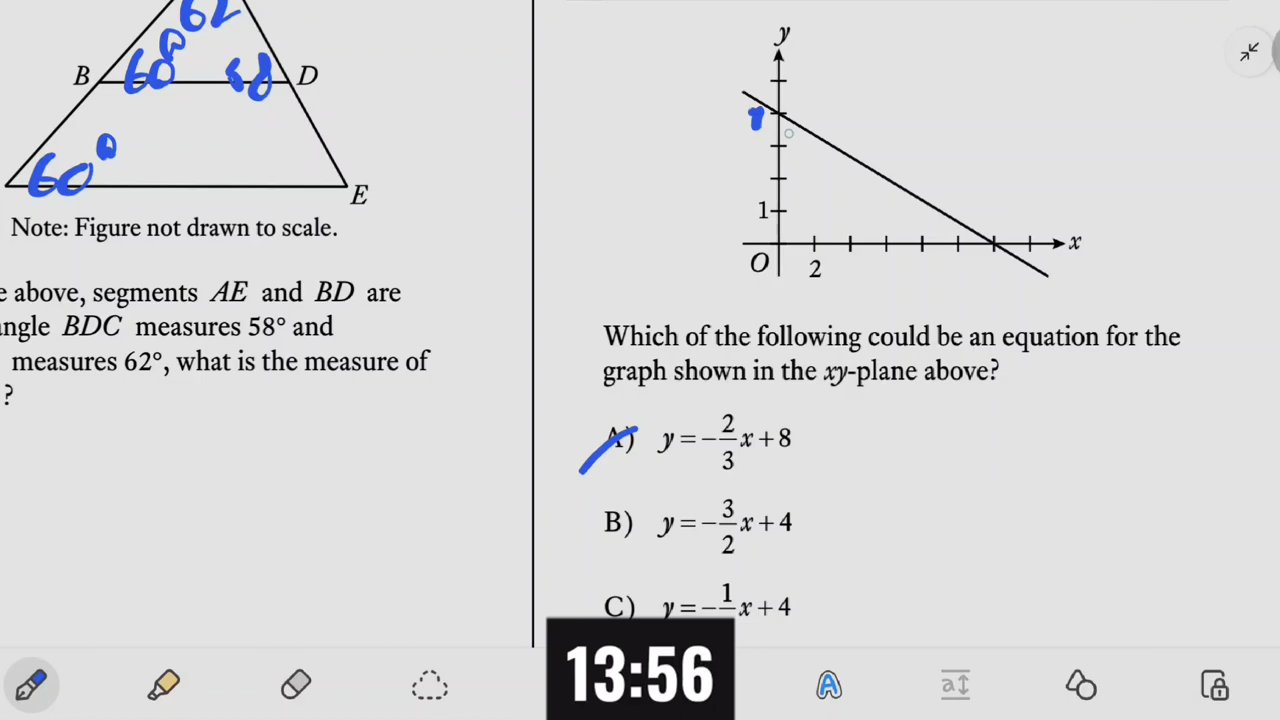 62
B 60° 58 D
60°
E
Note: Figure not drawn to scale.
e above, segments AE and BD are
ngle BDC measures 58° and
measures 62°, what is the measure of
?
y
1
O 2 x
Which of the following could be an equation for the
graph shown in the xy-plane above?
A) y = -2/3 x + 8
B) y = -3/2 x + 4
C) y = -1 x + 4
13:56
A
a